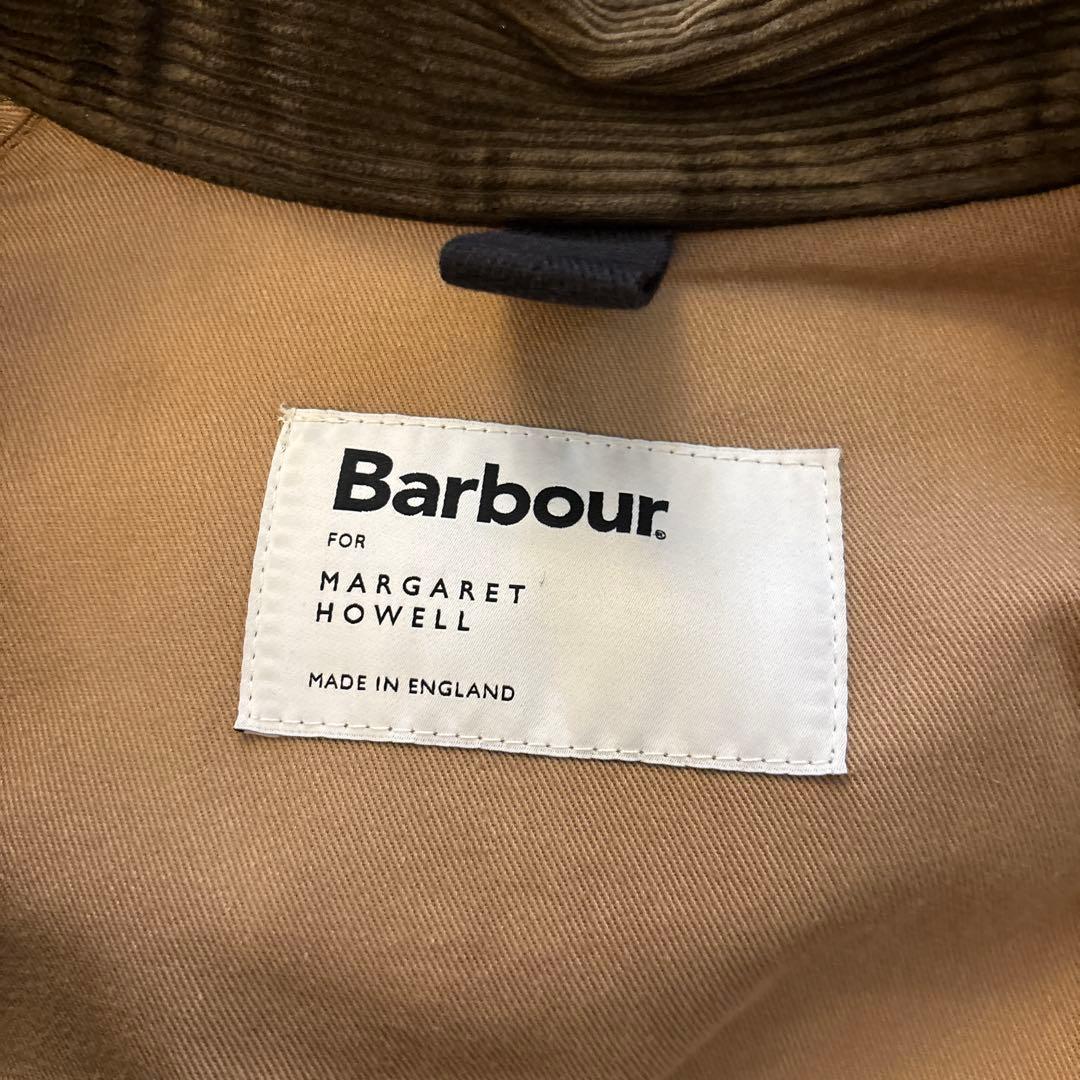 Barbour®
FOR
MARGARET
HOWELL
MADE IN ENGLAND